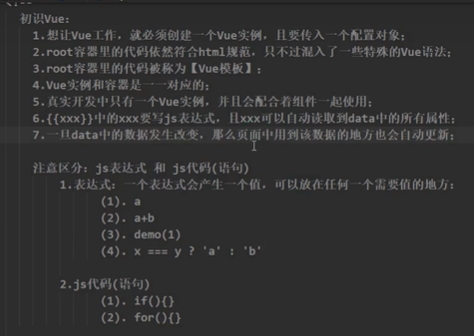 初识Vue:
1.想让Vue工作，就必须创建一个Vue实例，且要传入一个配置对象;
2.root容器里的代码依然符合html规范，只不过混入了一些特殊的Vue语法;
3.root容器里的代码被称为【Vue模板】;
4.Vue实例和容器是一一对应的;
5.真实开发中只有一个Vue实例，并且会配合着组件一起使用;
6.{{xxx}}中的xxx要写js表达式，且xxx可以自动读取到data中的所有属性;
7.一旦data中的数据发生改变，那么页面中用到该数据的地方也会自动更新;
注意区分: js表达式 和 js代码(语句)
1.表达式: 一个表达式会产生一个值，可以放在任何一个需要值的地方:
(1). a
(2). a+b
(3). demo(1)
(4). x === y ? 'a' : 'b'
2.js代码(语句)
(1). if(){}
(2). for(){}